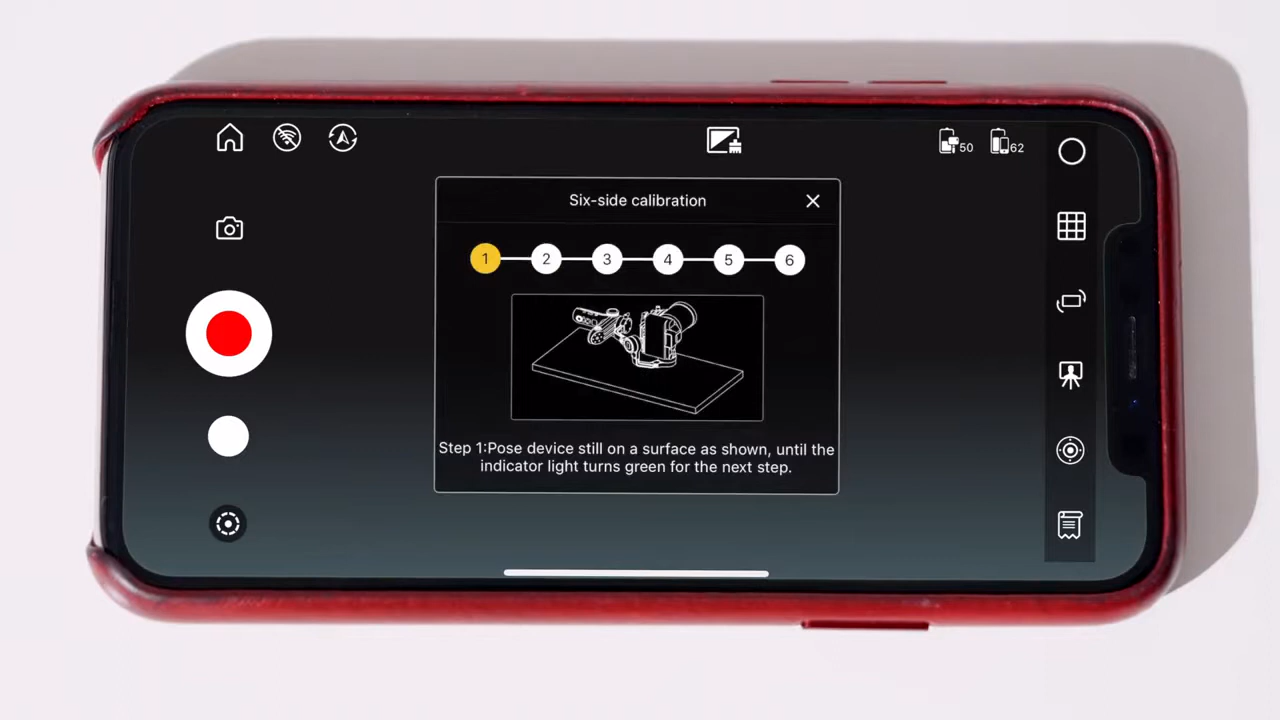 50
62
Six-side calibration
1 2 3 4 5 6
Step 1:Pose device still on a surface as shown, until the
indicator light turns green for the next step.